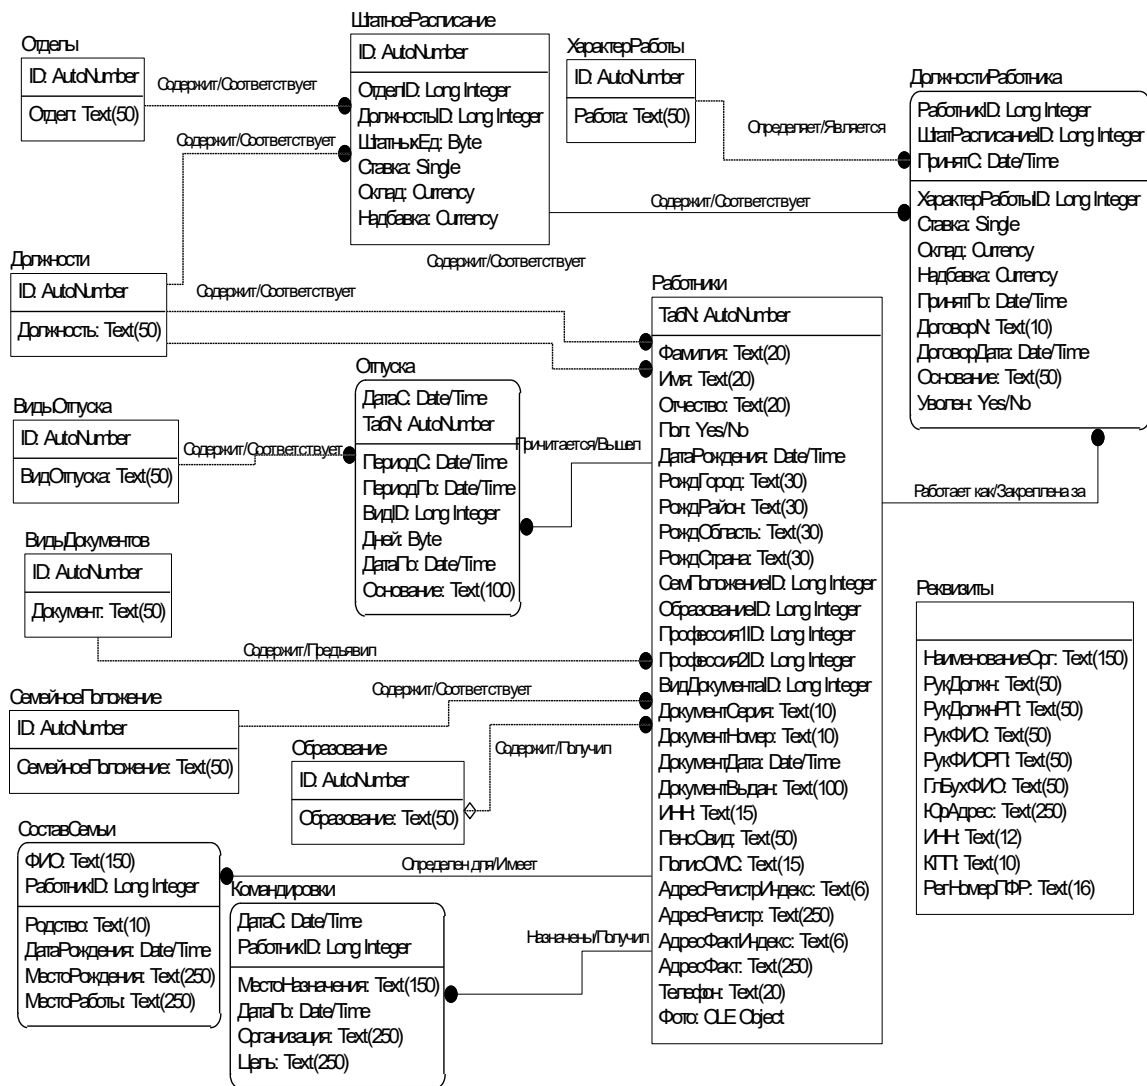 ШтатноеРасписание
ID: AutoNumber
ОтделID: Long Integer
ДолжностьID: Long Integer
ШтатныхЕд: Byte
Ставка: Single
Оклад: Currency
Надбавка: Currency
Отделы
ID: AutoNumber
Отдел: Text(50)
Содержит/Соответствует
Содержит/Соответствует
ХарактерРаботы
ID: AutoNumber
Работа: Text(50)
Определяет/Является
ДолжностиРаботника
РаботникID: Long Integer
ШтатРасписаниеID: Long Integer
ПринятС: Date/Time
ХарактерРаботыID: Long Integer
Ставка: Single
Оклад: Currency
Надбавка: Currency
ПринятПо: Date/Time
ДоговорN: Text(10)
ДоговорДата: Date/Time
Основание: Text(50)
Уволен: Yes/No
Содержит/Соответствует
Содержит/Соответствует
Должности
ID: AutoNumber
Должность: Text(50)
Содержит/Соответствует
Работники
ТабN: AutoNumber
Фамилия: Text(20)
Имя: Text(20)
Отчество: Text(20)
Пол: Yes/No
ДатаРождения: Date/Time
РождГород: Text(30)
РождРайон: Text(30)
РождОбласть: Text(30)
РождСтрана: Text(30)
СемПоложениеID: Long Integer
ОбразованиеID: Long Integer
Профессия1ID: Long Integer
Профессия2ID: Long Integer
ВидДокументаID: Long Integer
ДокументСерия: Text(10)
ДокументНомер: Text(10)
ДокументДата: Date/Time
ДокументВыдан: Text(100)
ИНН: Text(15)
ПенсСвид: Text(50)
ПолисОМС: Text(15)
АдресРегистрИндекс: Text(6)
АдресРегистр: Text(250)
АдресФактИндекс: Text(6)
АдресФакт: Text(250)
Телефон: Text(20)
Фото: OLE Object
Отпуска
ДатаС: Date/Time
ТабN: AutoNumber
ПериодС: Date/Time
ПериодПо: Date/Time
ВидID: Long Integer
Дней: Byte
ДатаПо: Date/Time
Основание: Text(100)
Причитается/Вышел
ВидыОтпуска
ID: AutoNumber
ВидОтпуска: Text(50)
Содержит/Соответствует
Работает как/Закреплена за
ВидыДокументов
ID: AutoNumber
Документ: Text(50)
Содержит/Предъявил
Реквизиты
НаименованиеОрг: Text(150)
РукДолжн: Text(50)
РукДолжнРП: Text(50)
РукФИО: Text(50)
РукФИОРП: Text(50)
ГлБухФИО: Text(50)
ЮрАдрес: Text(250)
ИНН: Text(12)
КПП: Text(10)
РегНомерПФР: Text(16)
СемейноеПоложение
ID: AutoNumber
СемейноеПоложение: Text(50)
Содержит/Соответствует
Образование
ID: AutoNumber
Образование: Text(50)
Содержит/Получил
СоставСемьи
ФИО: Text(150)
РаботникID: Long Integer
Родство: Text(10)
ДатаРождения: Date/Time
МестоРождения: Text(250)
МестоРаботы: Text(250)
Определен для/Имеет
Командировки
ДатаС: Date/Time
РаботникID: Long Integer
МестоНазначения: Text(150)
ДатаПо: Date/Time
Организация: Text(250)
Цель: Text(250)
Назначены/Получил